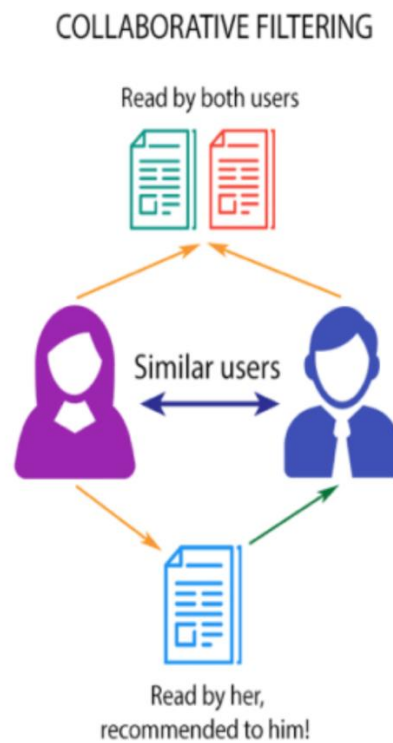 COLLABORATIVE FILTERING
Read by both users
Similar users
Read by her,
recommended to him!